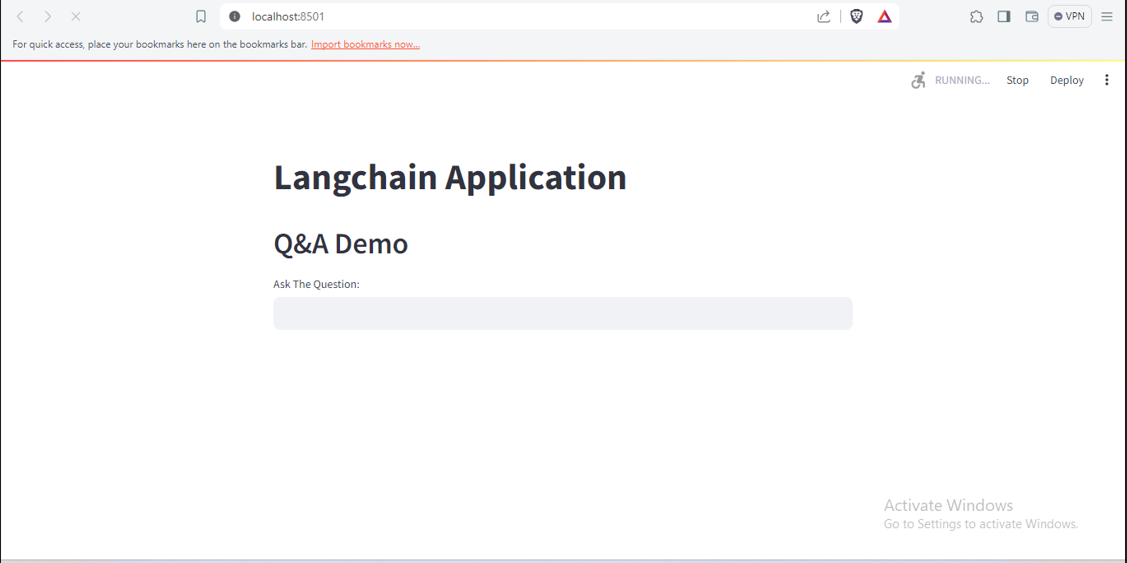 localhost:8501
VPN
For quick access, place your bookmarks here on the bookmarks bar. Import bookmarks now...
RUNNING... Stop Deploy
Langchain Application
Q&A Demo
Ask The Question:
Activate Windows
Go to Settings to activate Windows.